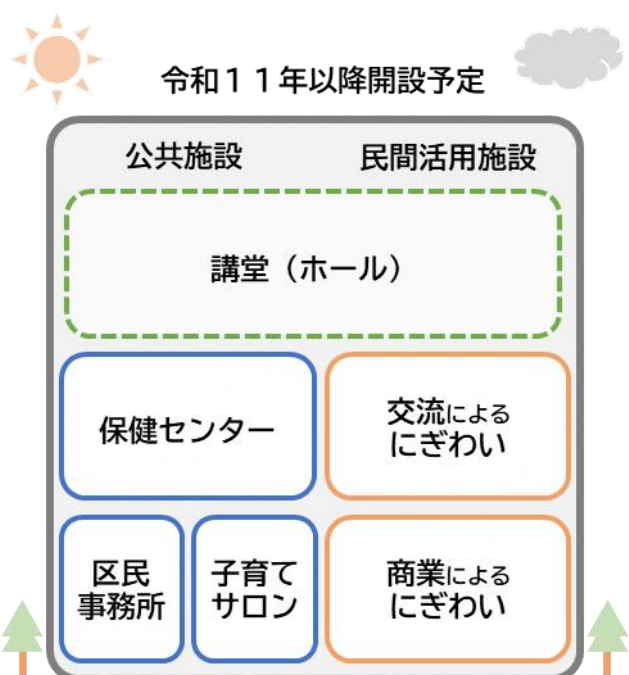 令和１１年以降開設予定
公共施設
民間活用施設
講堂（ホール）
保健センター
交流による
にぎわい
区民
事務所
子育て
サロン
商業による
にぎわい